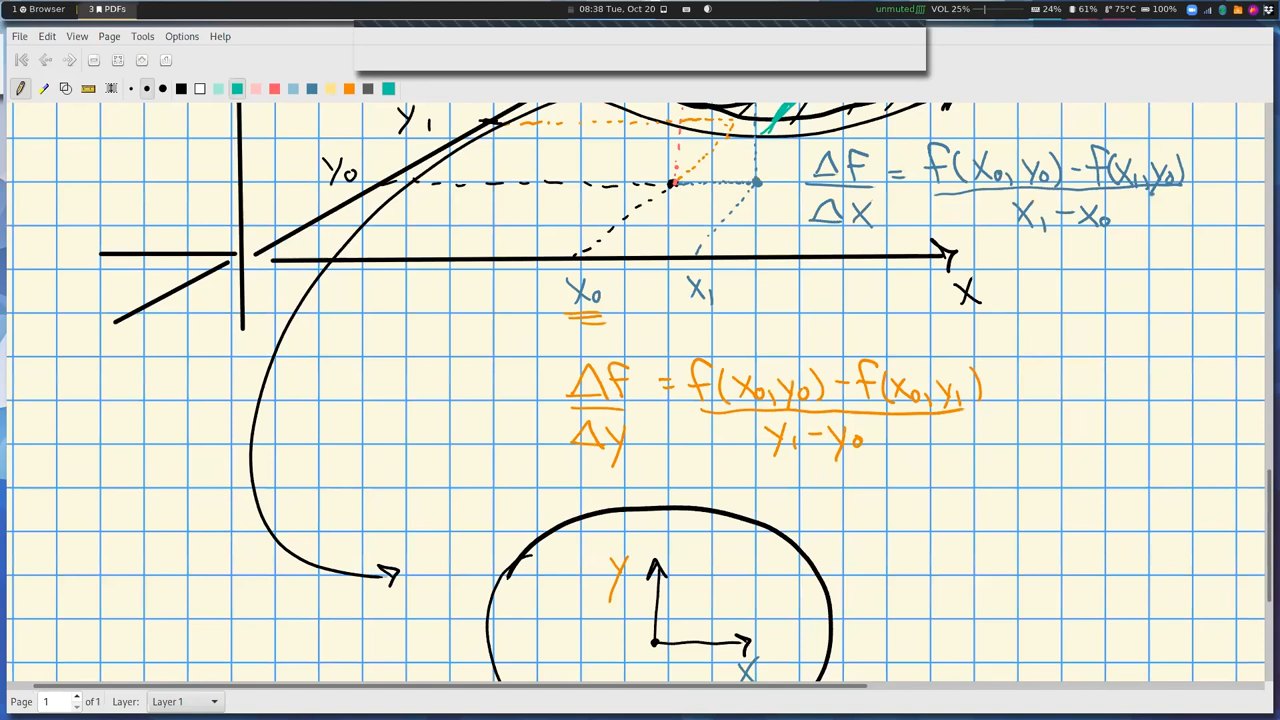 1 Browser 3 PDFs 08:38 Tue, Oct 20 unmuted VOL 25% 24% 61% 75°C 100%
File Edit View Page Tools Options Help
y1
y0
ΔF/ΔX = f(x0, y0) - f(x1, y0) / x1 - x0
x0 x1 x
ΔF/Δy = f(x0, y0) - f(x0, y1) / y1 - y0
y
x
Page 1 of 1 Layer: Layer 1